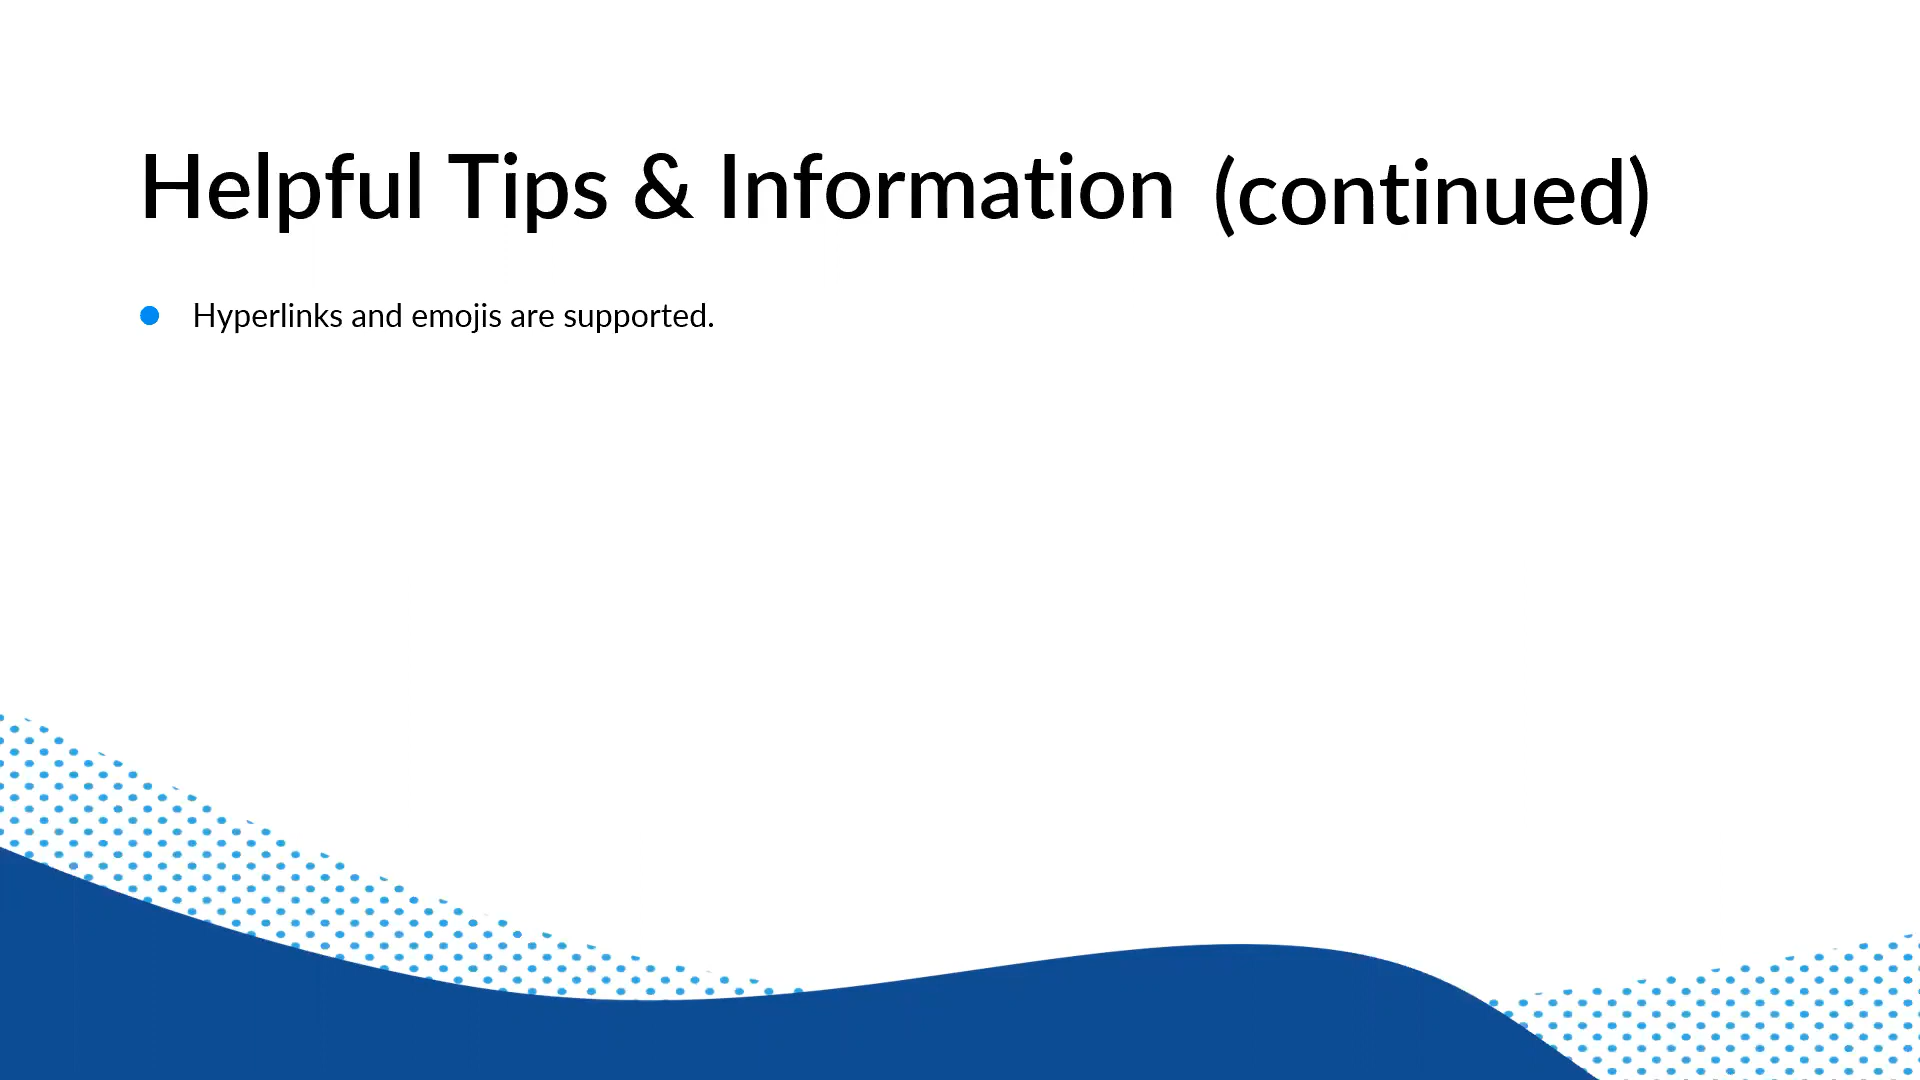 Helpful Tips & Information (continued)
Hyperlinks and emojis are supported.